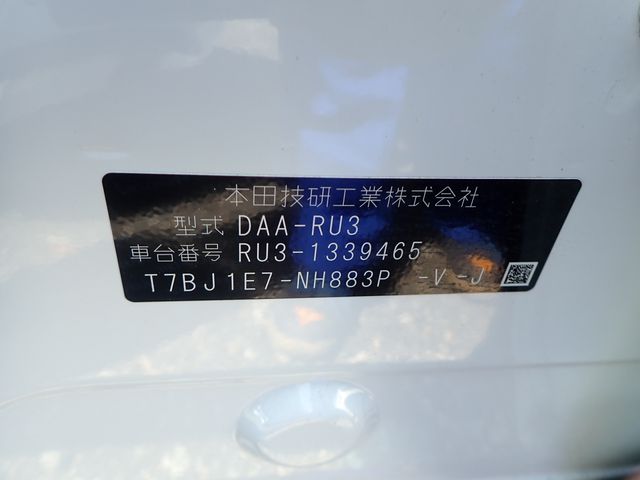 本田技研工業株式会社
型式 DAA-RU3
車台番号 RU3-1339465
T7BJ1E7-NH883P -V -J